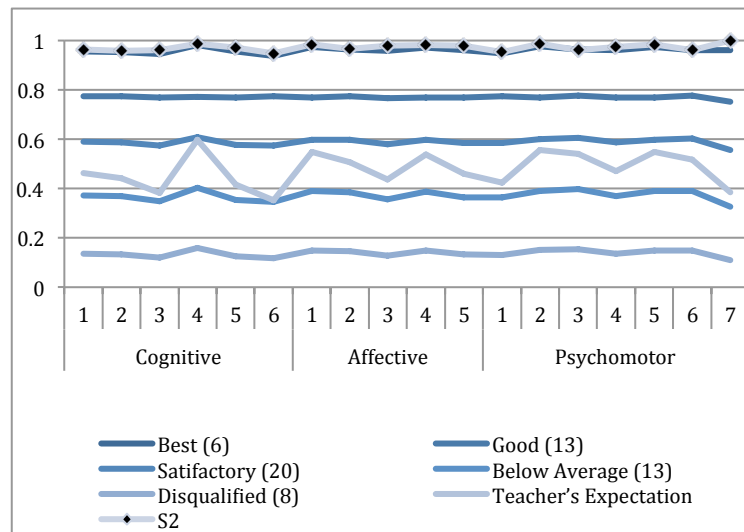 1
0.8
0.6
0.4
0.2
0
1 2 3 4 5 6 1 2 3 4 5 1 2 3 4 5 6 7
Cognitive Affective Psychomotor
Best (6) Good (13)
Satifactory (20) Below Average (13)
Disqualified (8) Teacher's Expectation
S2